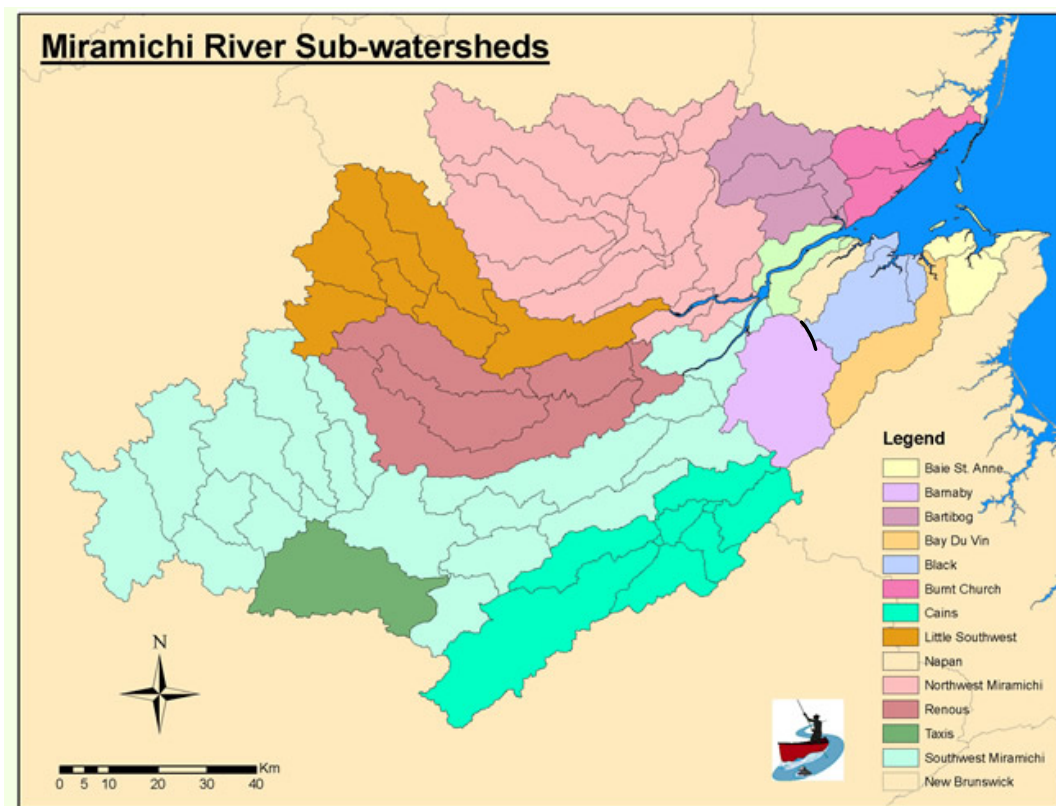 Miramichi River Sub-watersheds
Legend
Baie St. Anne
Barnaby
Bartibog
Bay Du Vin
Black
Burnt Church
Cains
Little Southwest
Napan
Northwest Miramichi
Renous
Taxis
Southwest Miramichi
New Brunswick
N
Km
0 5 10 20 30 40